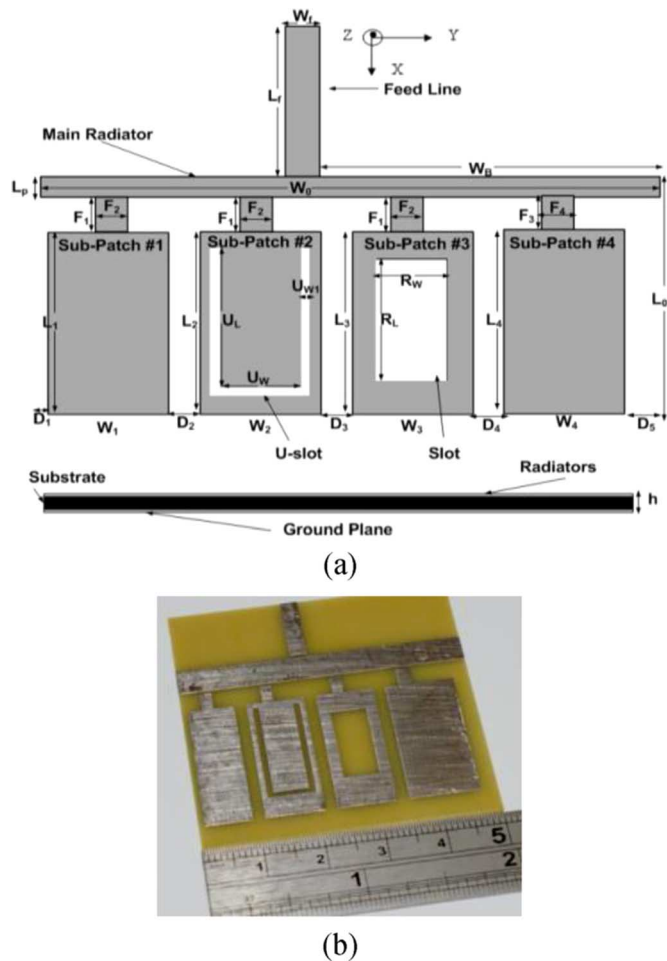 Wf
Z Y
X
Lf
Feed Line
Main Radiator
WB
Lp
W0
F1 F2 F1 F2 F1 F2 F3 F4
Sub-Patch #1 Sub-Patch #2 Sub-Patch #3 Sub-Patch #4
L1 L2 UL UW1 L3 RW RL L4 Lo
UW
D1 W1 D2 W2 D3 W3 D4 W4 D5
U-slot Slot
Substrate Radiators
h
Ground Plane
(a)
1 2 3 4 5
1 2
(b)